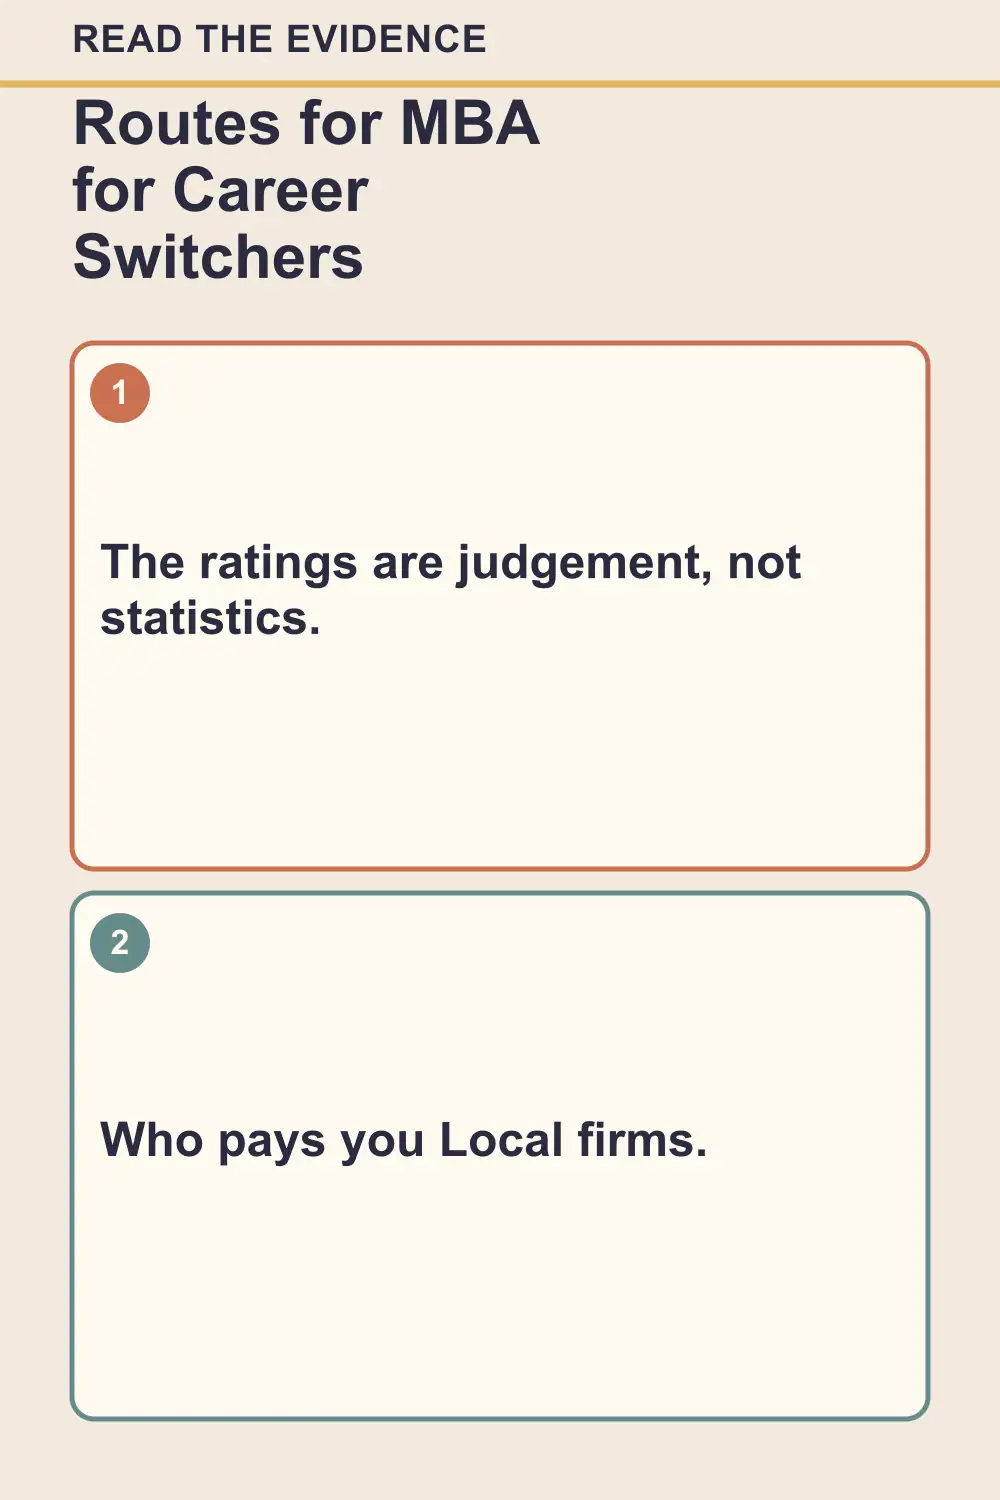 READ THE EVIDENCE
Routes for MBA
for Career
Switchers
1
The ratings are judgement, not
statistics.
2
Who pays you Local firms.